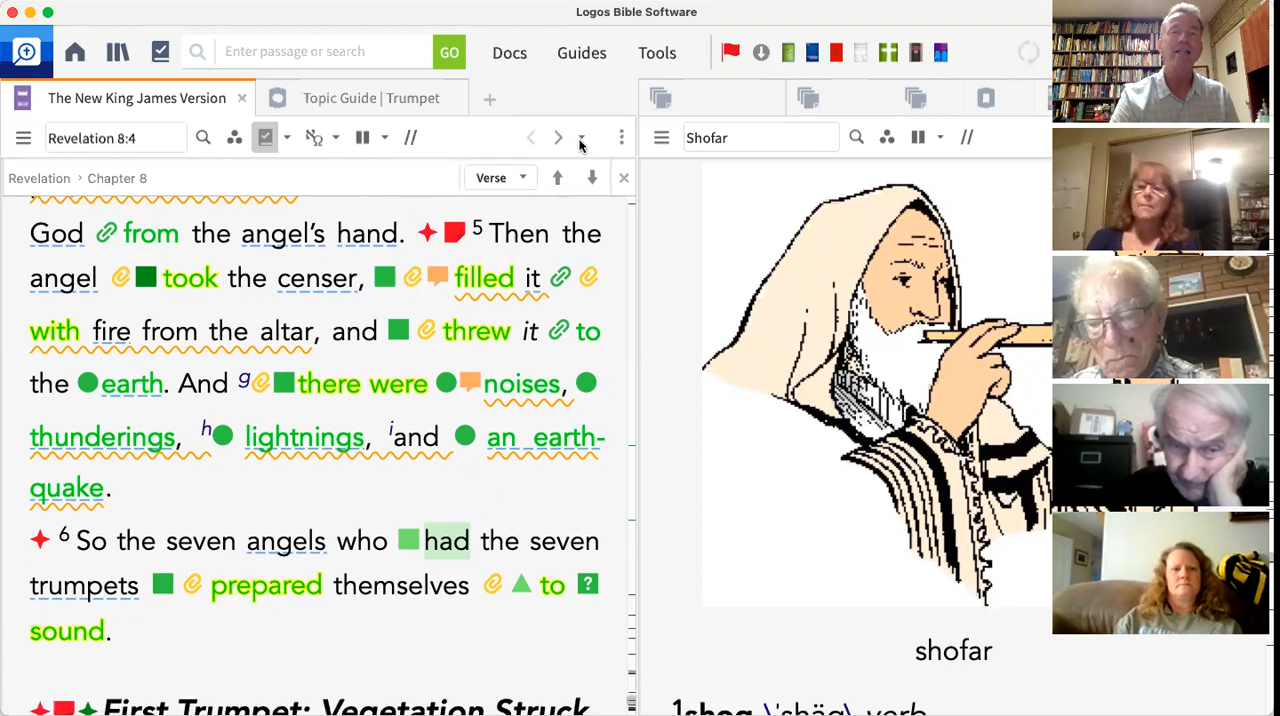 Logos Bible Software
Enter passage or search
GO
Docs
Guides
Tools
The New King James Version
Topic Guide | Trumpet
Revelation 8:4
Shofar
Revelation › Chapter 8
Verse
God from the angel's hand. 5 Then the
angel took the censer, filled it
with fire from the altar, and threw it to
the earth. And g there were noises,
thunderings, h lightnings, i and an earth-
quake.
6 So the seven angels who had the seven
trumpets prepared themselves to ?
sound.
First Trumpet: Vegetation Struck
shofar
1shog \ˈshäg\ verb